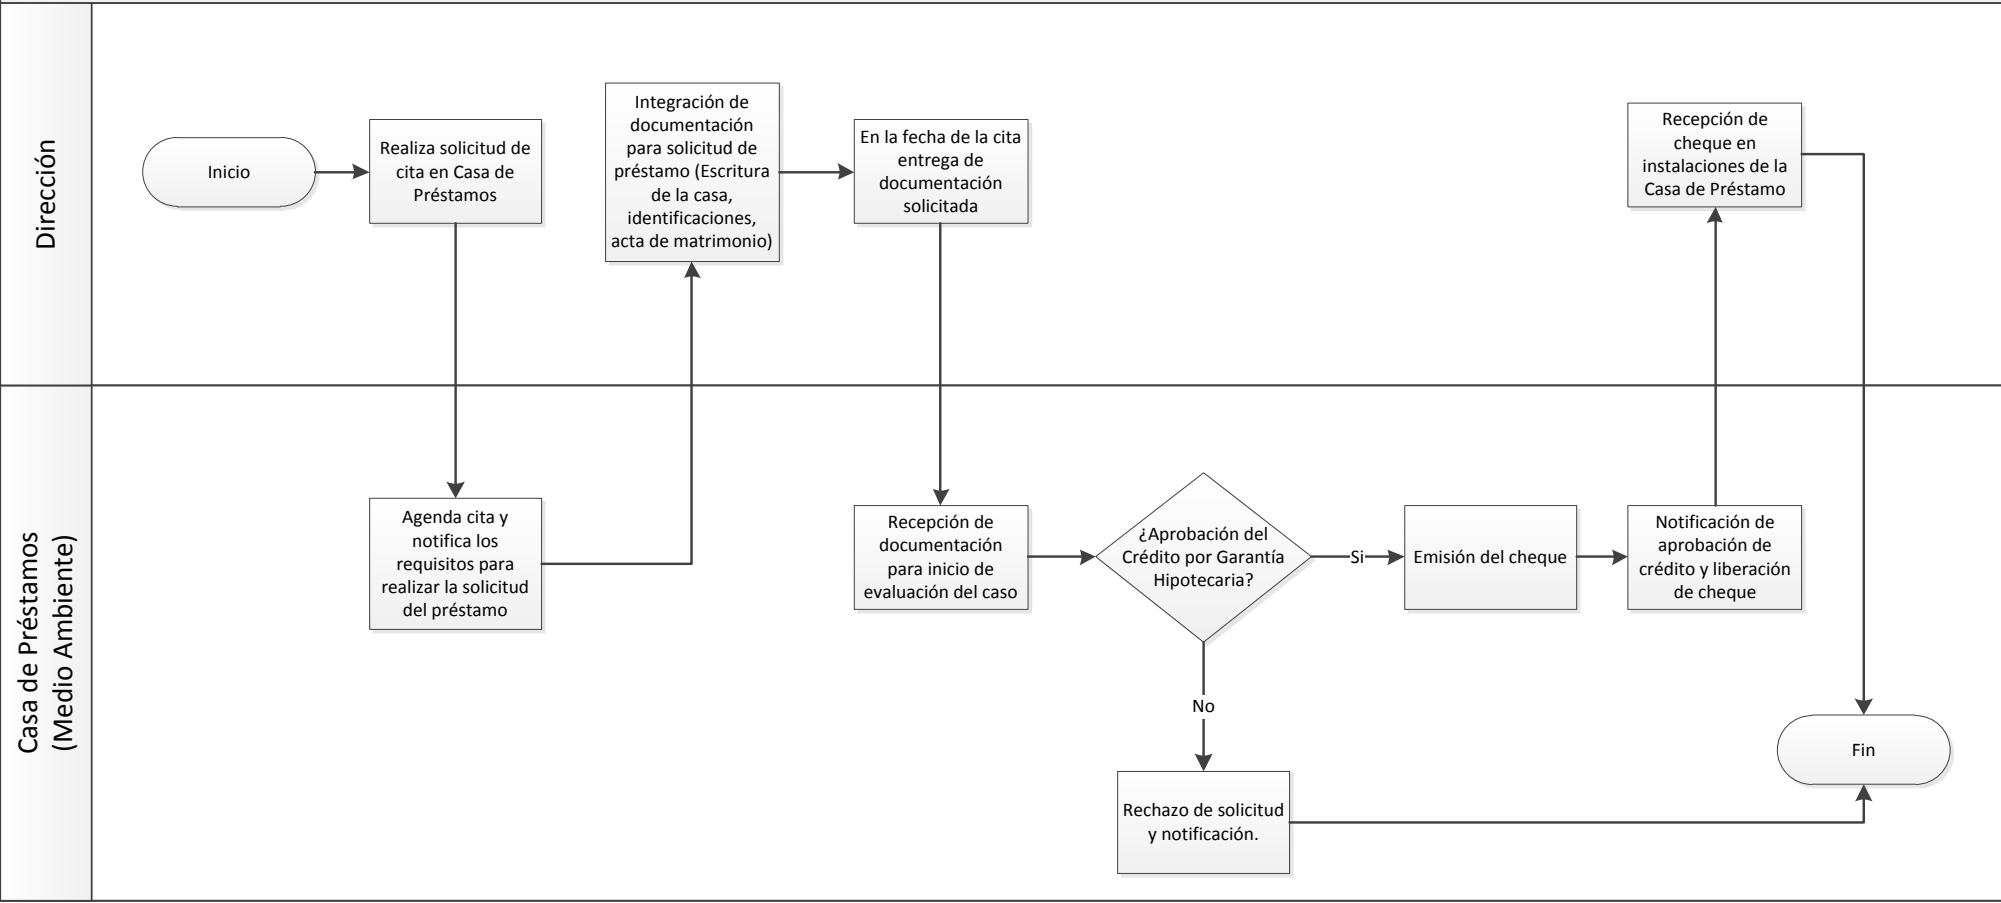 Dirección
Inicio
Realiza solicitud de
cita en Casa de
Préstamos
Integración de
documentación
para solicitud de
préstamo (Escritura
de la casa,
identificaciones,
acta de matrimonio)
En la fecha de la cita
entrega de
documentación
solicitada
Recepción de
cheque en
instalaciones de la
Casa de Préstamo
Casa de Préstamos
(Medio Ambiente)
Agenda cita y
notifica los
requisitos para
realizar la solicitud
del préstamo
Recepción de
documentación
para inicio de
evaluación del caso
¿Aprobación del
Crédito por Garantía
Hipotecaria?
Si
Emisión del cheque
Notificación de
aprobación de
crédito y liberación
de cheque
No
Rechazo de solicitud
y notificación.
Fin